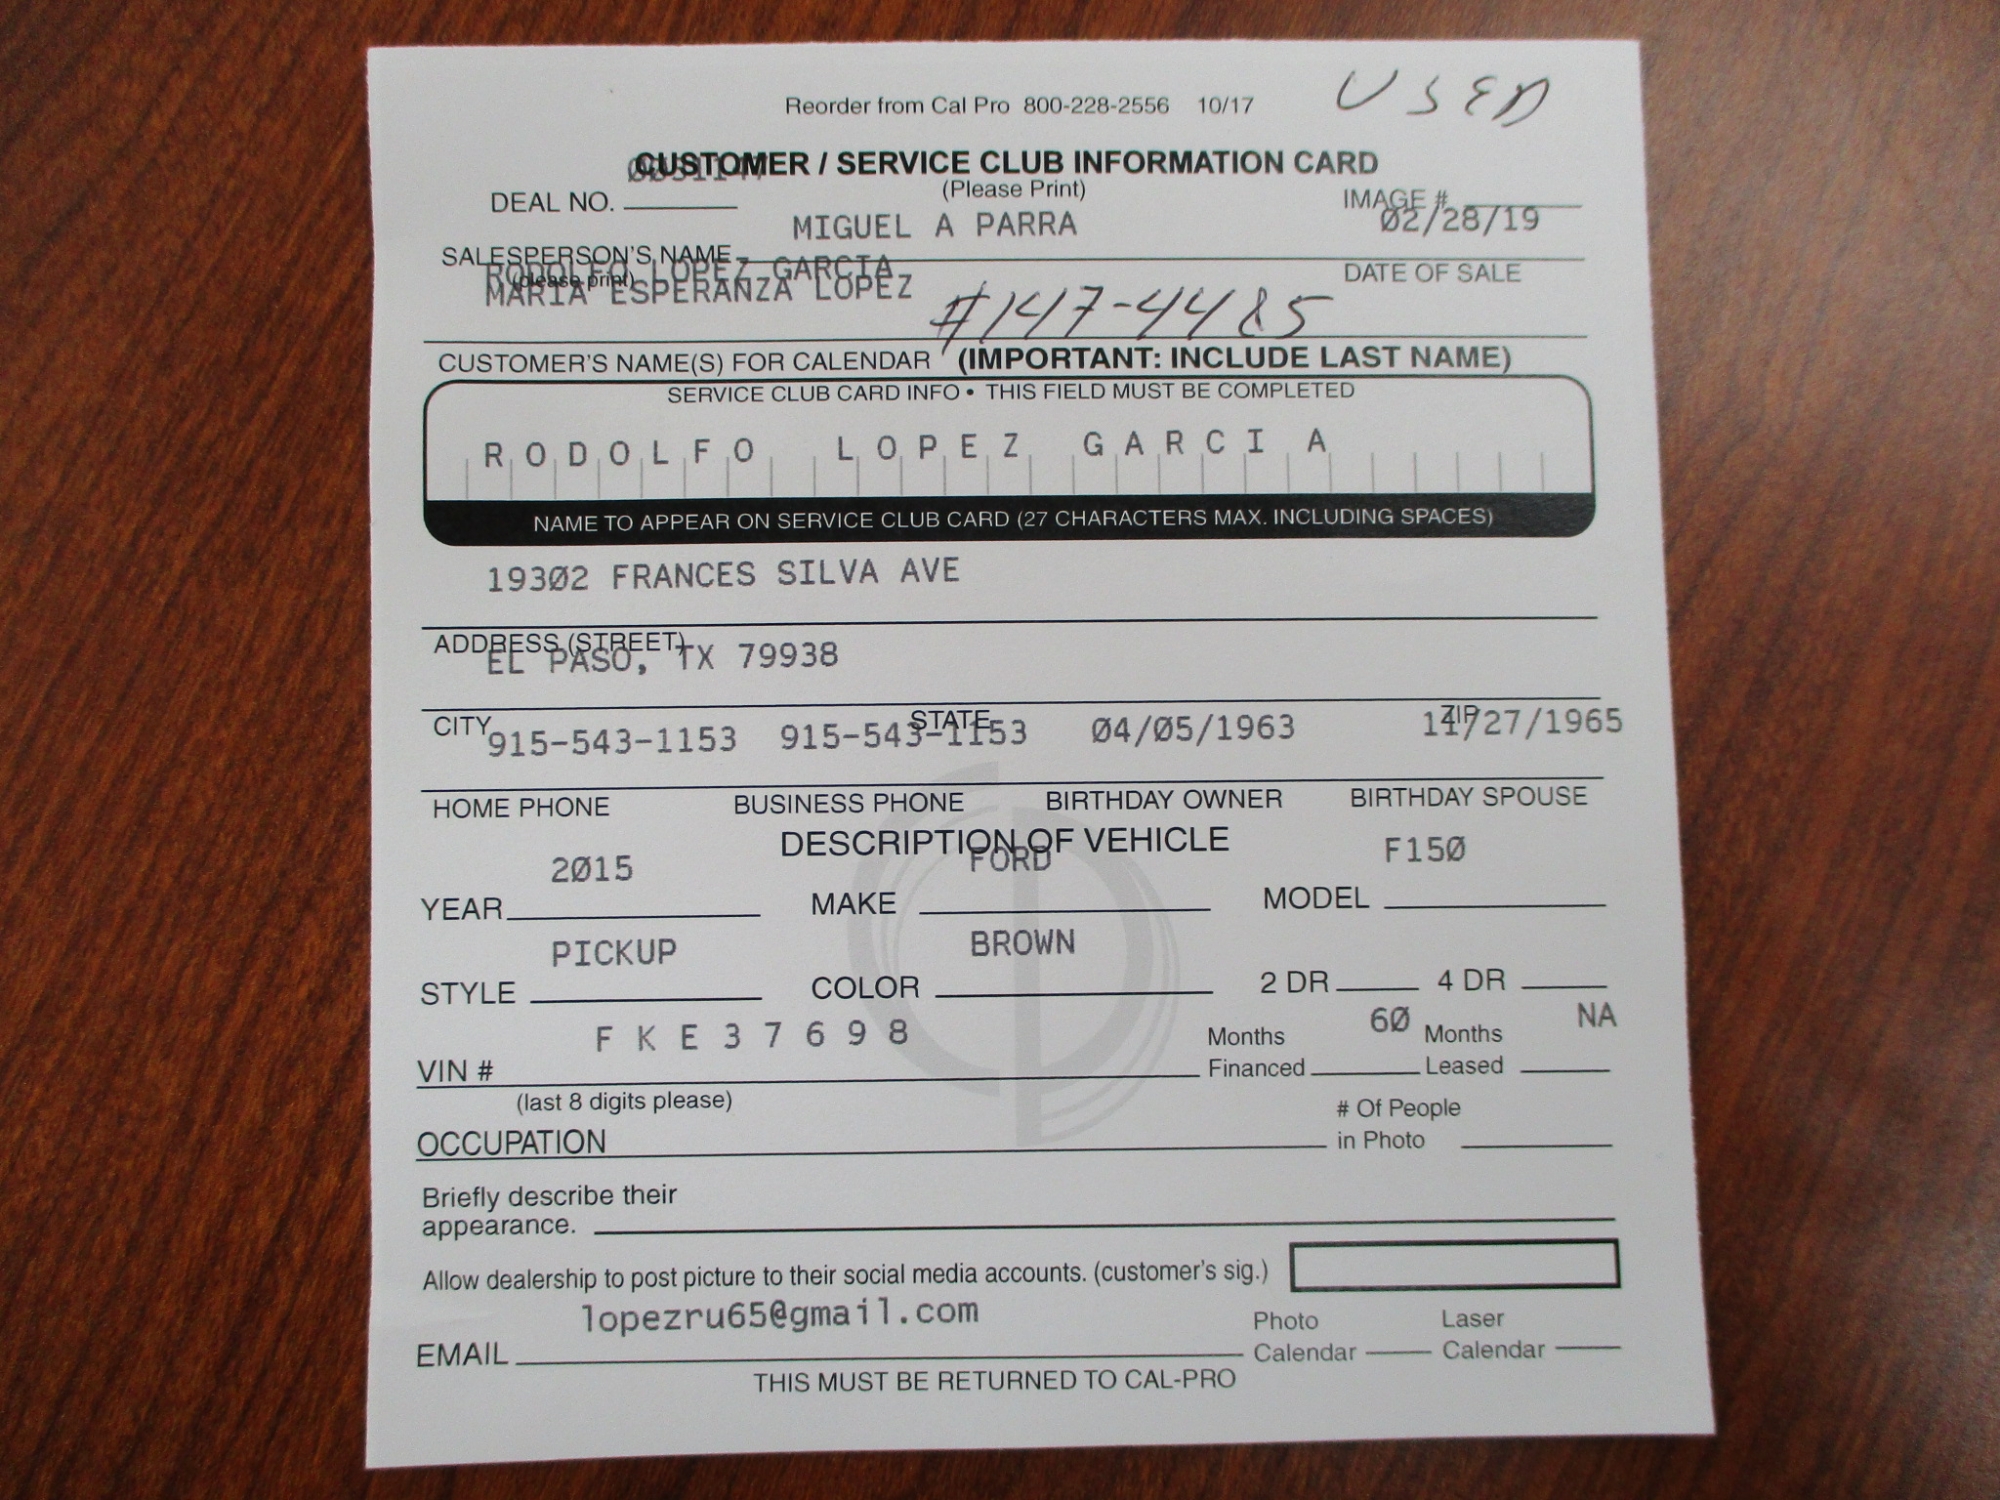 Reorder from Cal Pro 800-228-2556 10/17 USED
CUSTOMER / SERVICE CLUB INFORMATION CARD
(Please Print)
DEAL NO. IMAGE #
MIGUEL A PARRA 02/28/19
SALESPERSON'S NAME DATE OF SALE
(please print)
RODOLFO LOPEZ GARCIA
MARIA ESPERANZA LOPEZ
#147-4485
CUSTOMER'S NAME(S) FOR CALENDAR (IMPORTANT: INCLUDE LAST NAME)
SERVICE CLUB CARD INFO • THIS FIELD MUST BE COMPLETED
RODOLFO LOPEZ GARCIA
NAME TO APPEAR ON SERVICE CLUB CARD (27 CHARACTERS MAX. INCLUDING SPACES)
19302 FRANCES SILVA AVE
ADDRESS (STREET)
EL PASO, TX 79938
CITY STATE ZIP
915-543-1153 915-543-1153 04/05/1963 11/27/1965
HOME PHONE BUSINESS PHONE BIRTHDAY OWNER BIRTHDAY SPOUSE
DESCRIPTION OF VEHICLE
2015 FORD F150
YEAR MAKE MODEL
PICKUP BROWN
STYLE COLOR 2 DR 4 DR
FKE37698 60 NA
VIN # Months Financed Months Leased
(last 8 digits please)
OCCUPATION # Of People in Photo
Briefly describe their
appearance.
Allow dealership to post picture to their social media accounts. (customer's sig.)
lopezru65@gmail.com
EMAIL Photo Calendar Laser Calendar
THIS MUST BE RETURNED TO CAL-PRO